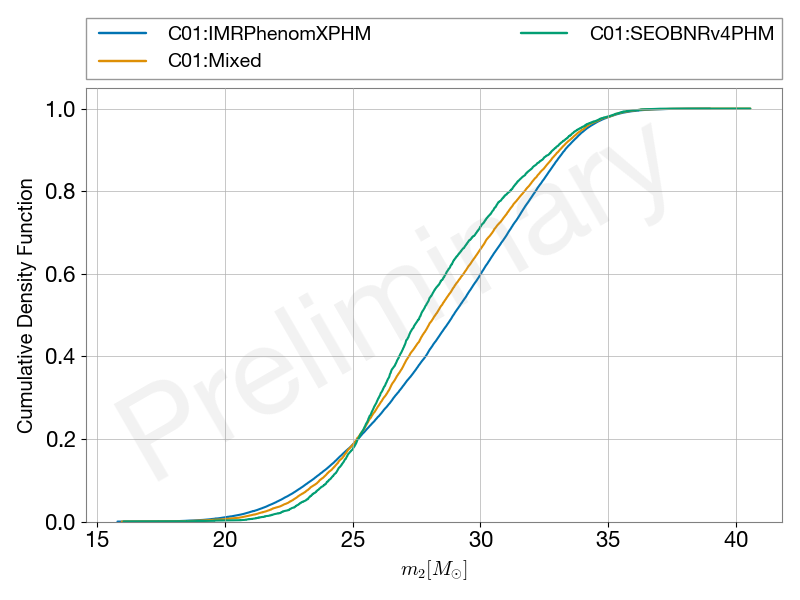 C01:IMRPhenomXPHM
C01:Mixed
C01:SEOBNRv4PHM
Preliminary
Cumulative Density Function
1.0
0.8
0.6
0.4
0.2
0.0
15 20 25 30 35 40
m₂[M☉]